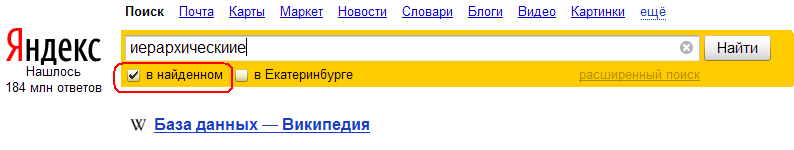 Поиск Почта Карты Маркет Новости Словари Блоги Видео Картинки ещё
Яндекс
иерархическиие
Найти
Нашлось
184 млн ответов
в найденном
в Екатеринбурге
расширенный поиск
W База данных — Википедия